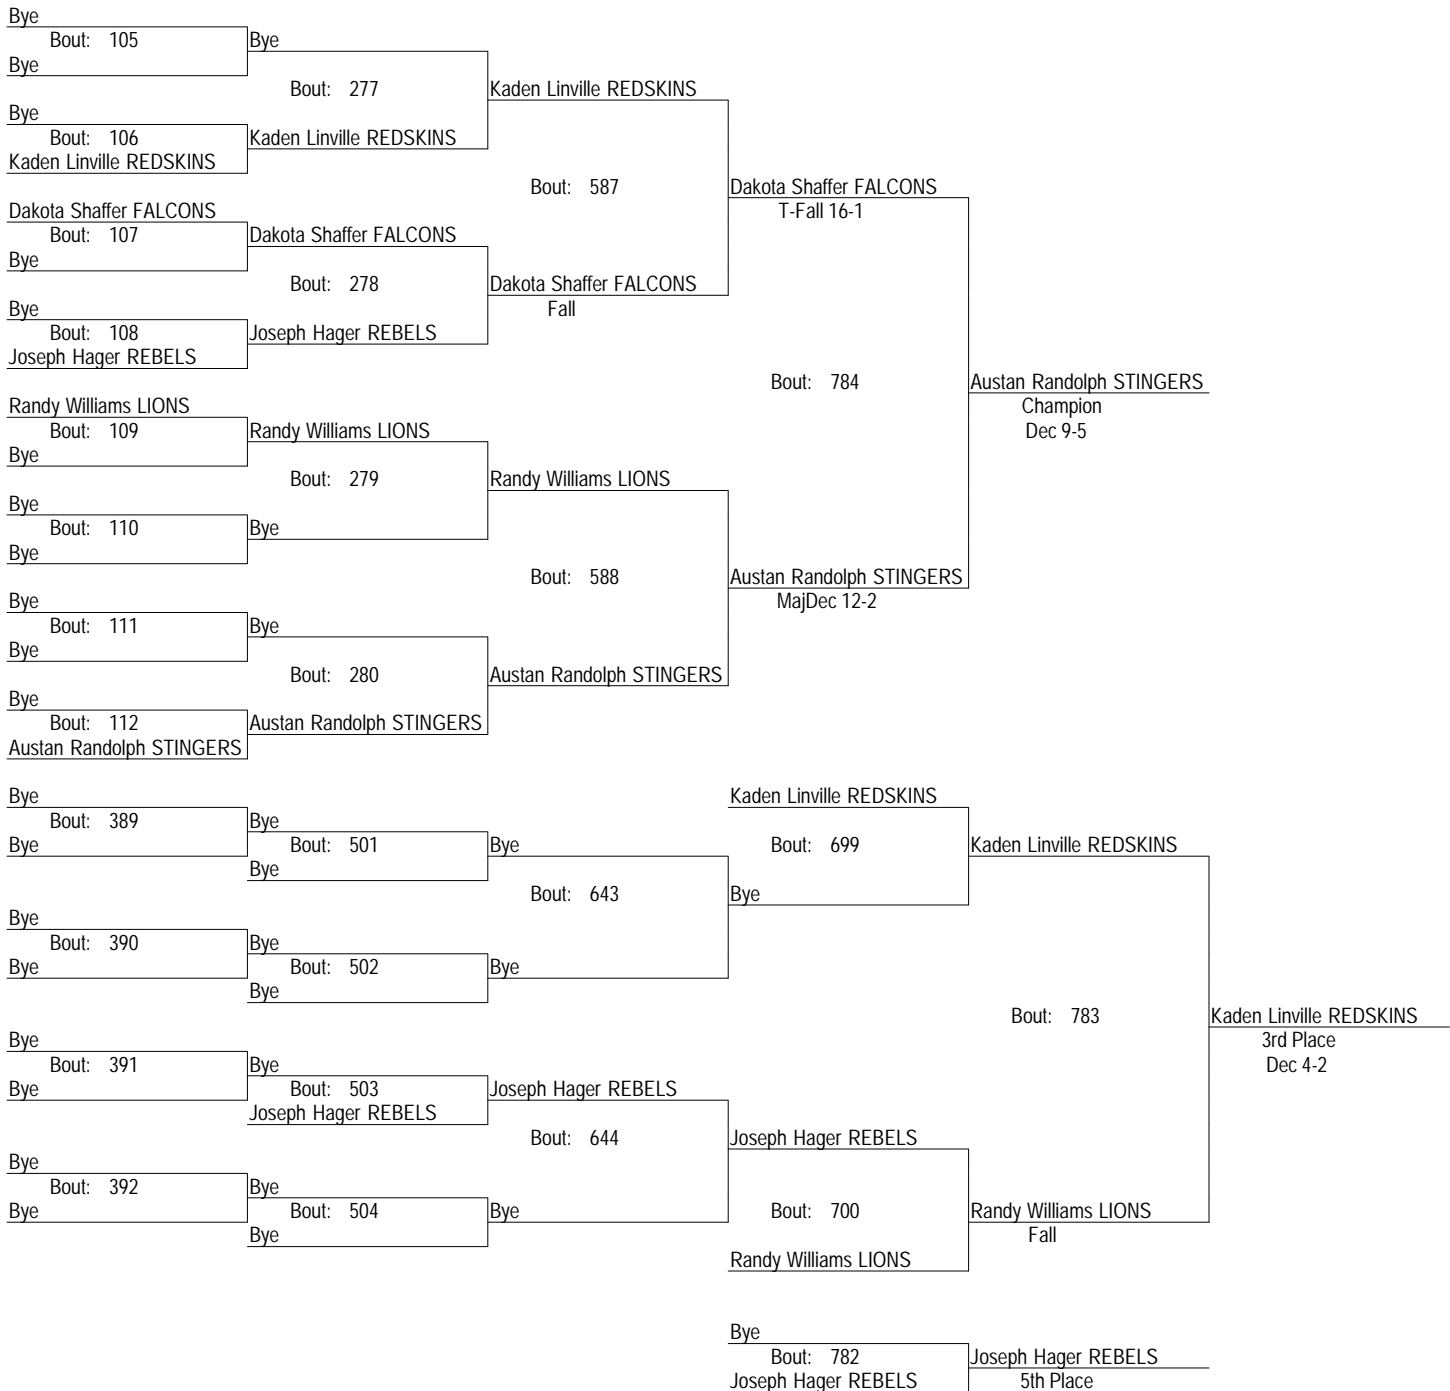 Bye
Bout: 105 Bye
Bye
Bout: 277 Kaden Linville REDSKINS
Bye
Bout: 106 Kaden Linville REDSKINS
Kaden Linville REDSKINS
Bout: 587 Dakota Shaffer FALCONS
Dakota Shaffer FALCONS T-Fall 16-1
Bout: 107 Dakota Shaffer FALCONS
Bye
Bout: 278 Dakota Shaffer FALCONS
Bye Fall
Bout: 108 Joseph Hager REBELS
Joseph Hager REBELS
Bout: 784 Austan Randolph STINGERS
Randy Williams LIONS Champion
Bout: 109 Randy Williams LIONS Dec 9-5
Bye
Bout: 279 Randy Williams LIONS
Bye
Bout: 110 Bye
Bye
Bout: 588 Austan Randolph STINGERS
Bye MajDec 12-2
Bout: 111 Bye
Bye
Bout: 280 Austan Randolph STINGERS
Bye
Bout: 112 Austan Randolph STINGERS
Austan Randolph STINGERS
Bye Kaden Linville REDSKINS
Bout: 389 Bye
Bye Bout: 501 Bye Bout: 699 Kaden Linville REDSKINS
Bye
Bout: 643 Bye
Bye
Bout: 390 Bye
Bye Bout: 502 Bye
Bye
Bout: 783 Kaden Linville REDSKINS
Bye 3rd Place
Bout: 391 Bye Dec 4-2
Bye Bout: 503 Joseph Hager REBELS
Joseph Hager REBELS
Bout: 644 Joseph Hager REBELS
Bye
Bout: 392 Bye
Bye Bout: 504 Bye Bout: 700 Randy Williams LIONS
Bye Fall
Randy Williams LIONS
Bye
Bout: 782 Joseph Hager REBELS
Joseph Hager REBELS 5th Place